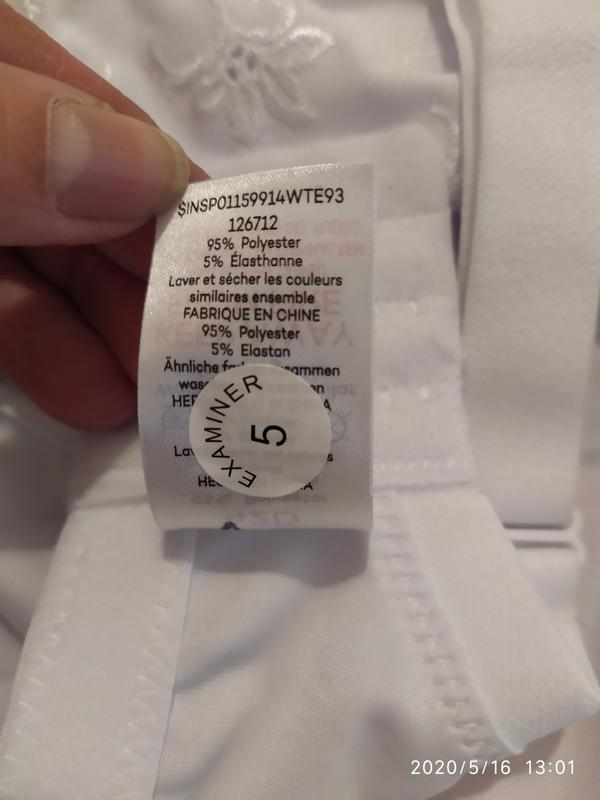 SINSP01159914WTE93
126712
95% Polyester
5% Élasthanne
Laver et sécher les couleurs
similaires ensemble
FABRIQUE EN CHINE
95% Polyester
5% Elastan
Ähnliche
EXAMINER
5
2020/5/16 13:01